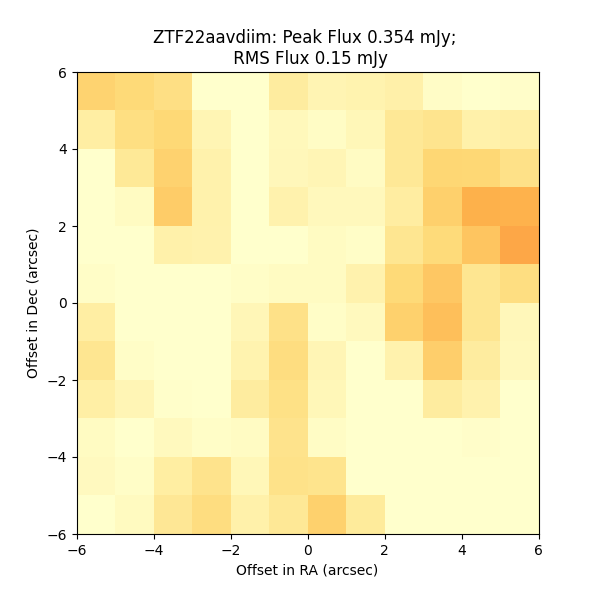 ZTF22aavdiim: Peak Flux 0.354 mJy;
RMS Flux 0.15 mJy
6
4
2
0
−2
−4
−6
Offset in Dec (arcsec)
−6 −4 −2 0 2 4 6
Offset in RA (arcsec)